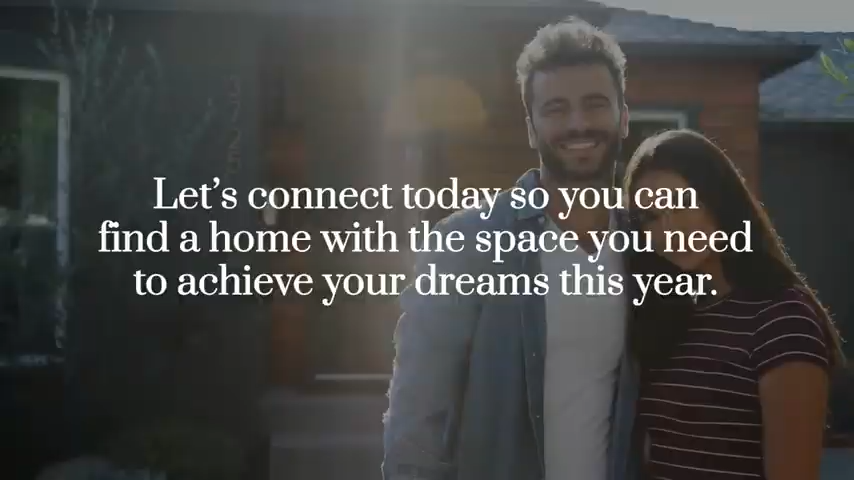 Let’s connect today so you can
find a home with the space you need
to achieve your dreams this year.